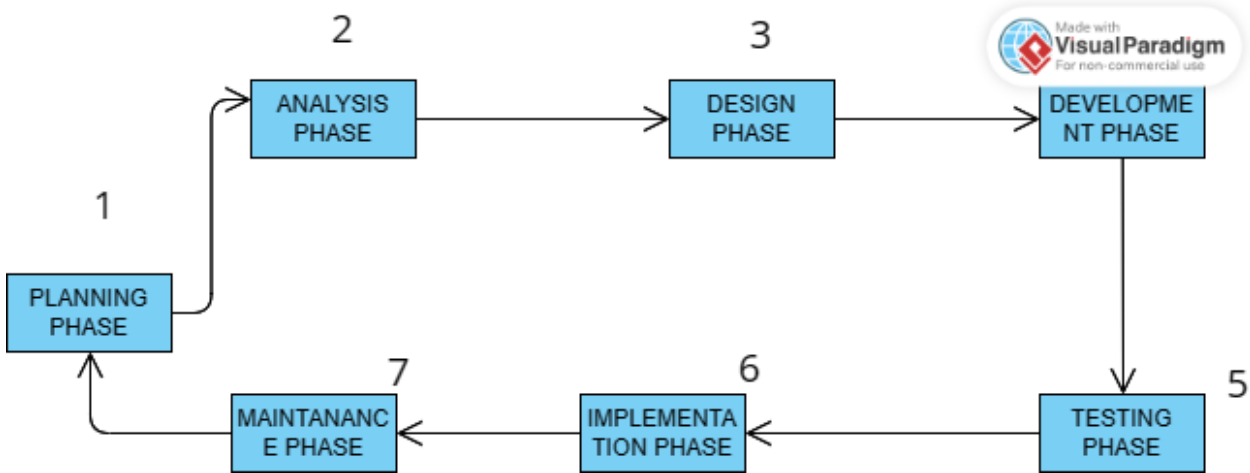 2
3
Made with
Visual Paradigm
For non-commercial use
ANALYSIS
PHASE
DESIGN
PHASE
DEVELOPME
NT PHASE
1
PLANNING
PHASE
7
6
5
MAINTANANC
E PHASE
IMPLEMENTA
TION PHASE
TESTING
PHASE